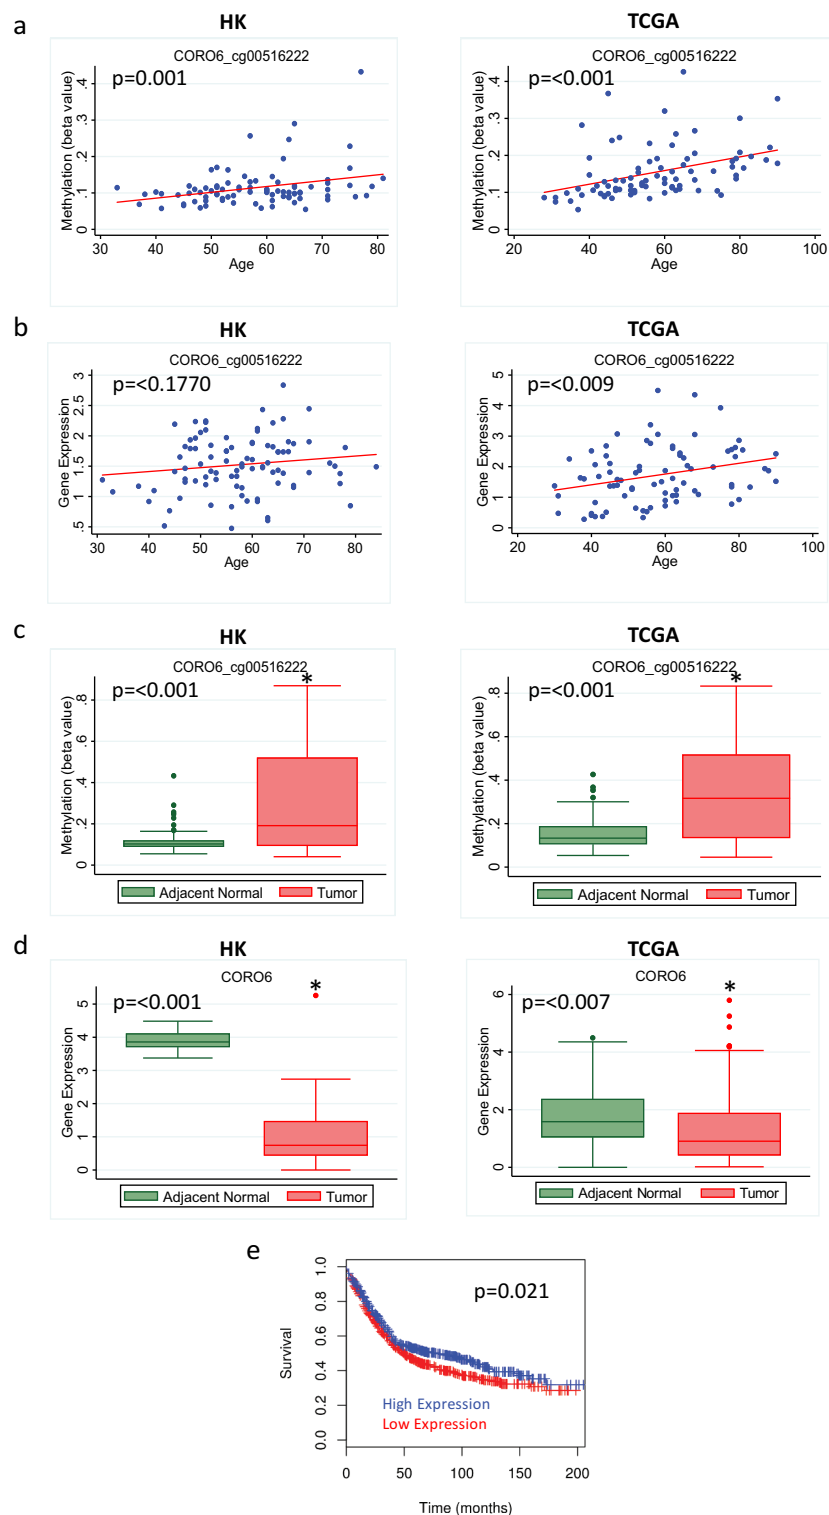 a
HK
TCGA
CORO6_cg00516222
p=0.001
Methylation (beta value)
0 .1 .2 .3 .4
30 40 50 60 70 80
Age
CORO6_cg00516222
p=<0.001
Methylation (beta value)
0 .1 .2 .3 .4
20 40 60 80 100
Age
b
HK
TCGA
CORO6_cg00516222
p=<0.1770
Gene Expression
.5 1 1.5 2 2.5 3
30 40 50 60 70 80
Age
CORO6_cg00516222
p=<0.009
Gene Expression
0 1 2 3 4 5
20 40 60 80 100
Age
c
HK
TCGA
CORO6_cg00516222
p=<0.001
*
Methylation (beta value)
0 .2 .4 .6 .8
Adjacent Normal Tumor
CORO6_cg00516222
p=<0.001
*
Methylation (beta value)
0 .2 .4 .6 .8
Adjacent Normal Tumor
d
HK
TCGA
CORO6
p=<0.001
*
Gene Expression
0 1 2 3 4 5
Adjacent Normal Tumor
CORO6
p=<0.007
*
Gene Expression
0 2 4 6
Adjacent Normal Tumor
e
p=0.021
Survival
0.0 0.2 0.4 0.6 0.8 1.0
High Expression
Low Expression
0 50 100 150 200
Time (months)